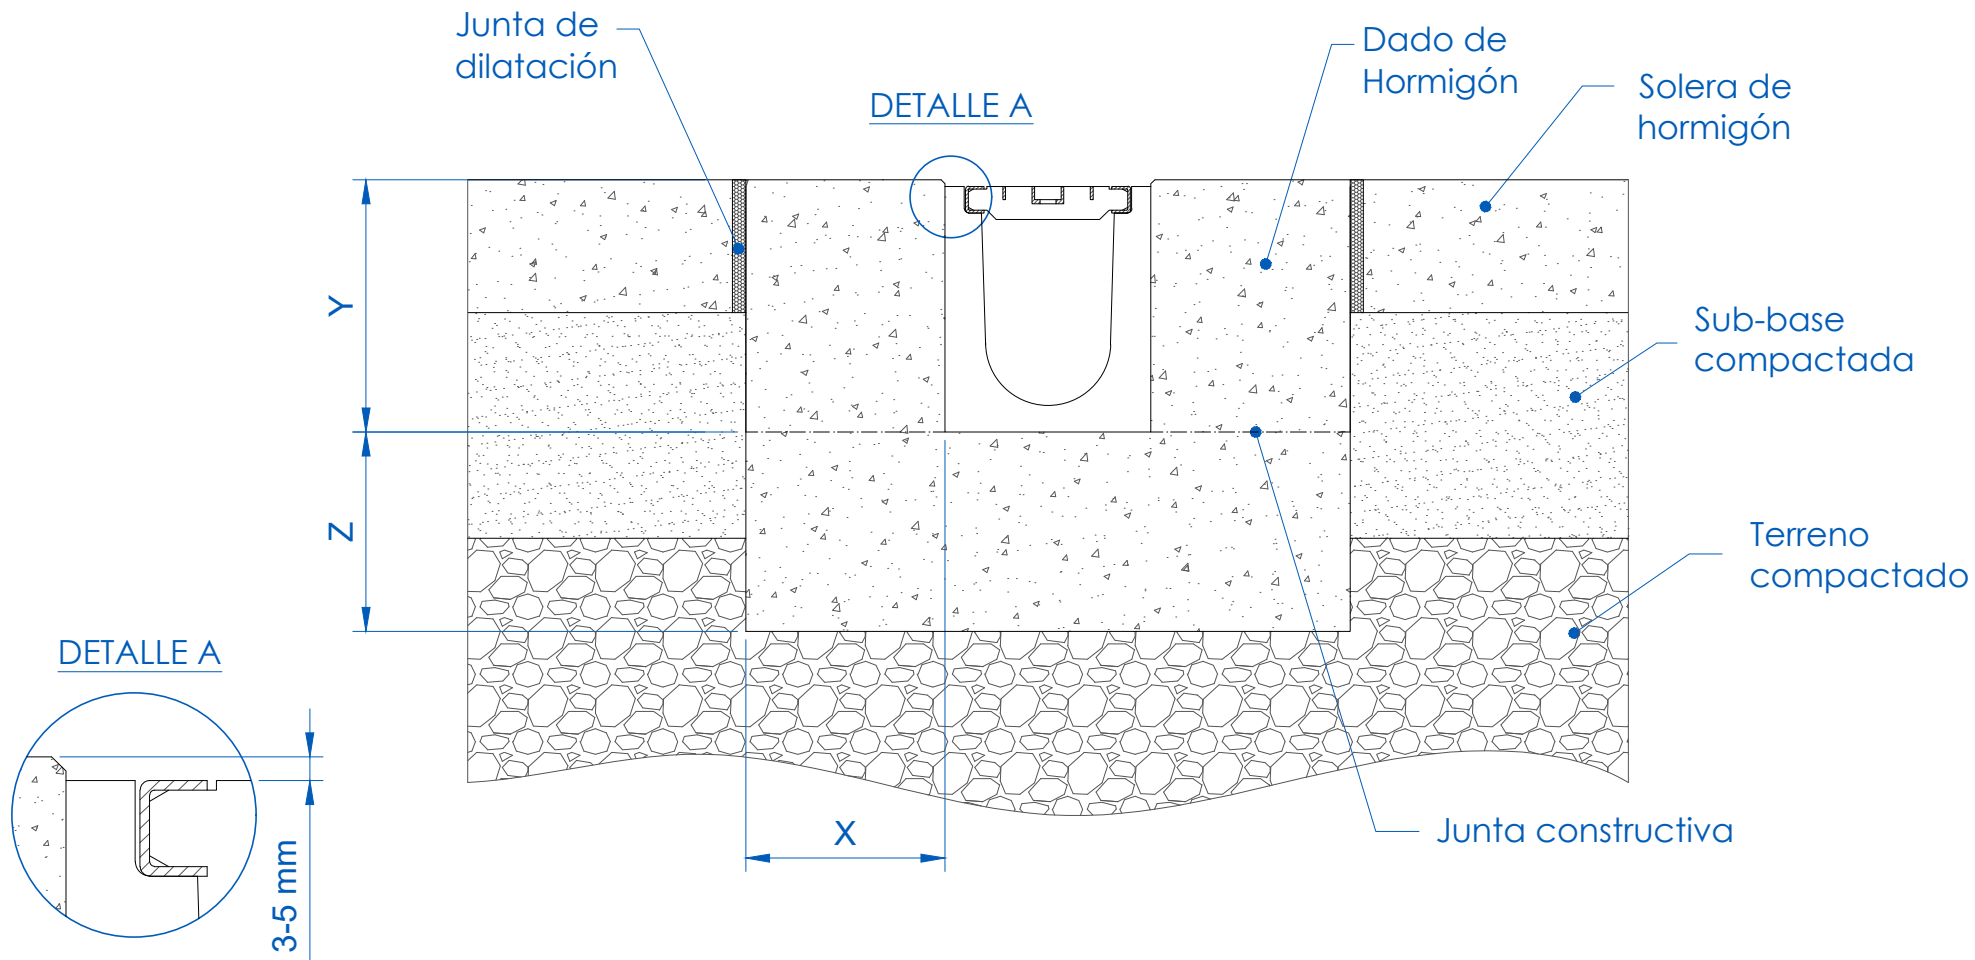 Junta de
dilatación
DETALLE A
Dado de
Hormigón
Solera de
hormigón
Y
Sub-base
compactada
Z
Terreno
compactado
DETALLE A
X
Junta constructiva
3-5 mm